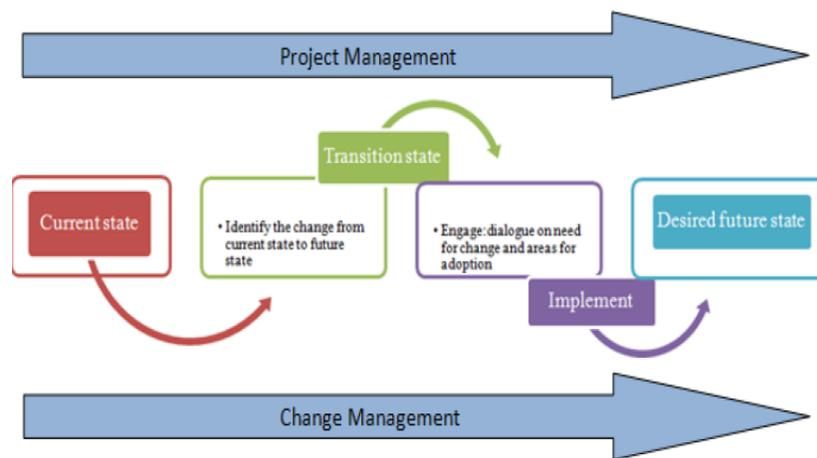 Project Management
Transition state
Current state
• Identify the change from
current state to future
state
• Engage: dialogue on need
for change and areas for
adoption
Desired future state
Implement
Change Management